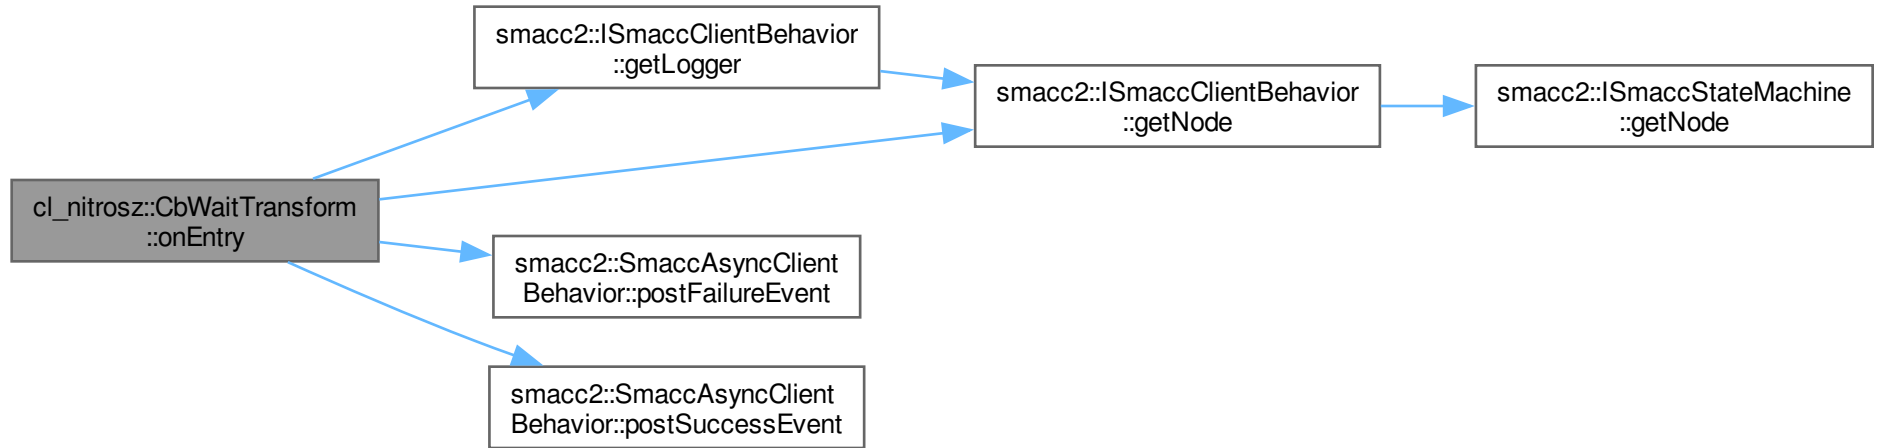 smacc2::ISmaccClientBehavior
::getLogger
smacc2::ISmaccClientBehavior
::getNode
smacc2::ISmaccStateMachine
::getNode
cl_nitrosz::CbWaitTransform
::onEntry
smacc2::SmaccAsyncClient
Behavior::postFailureEvent
smacc2::SmaccAsyncClient
Behavior::postSuccessEvent